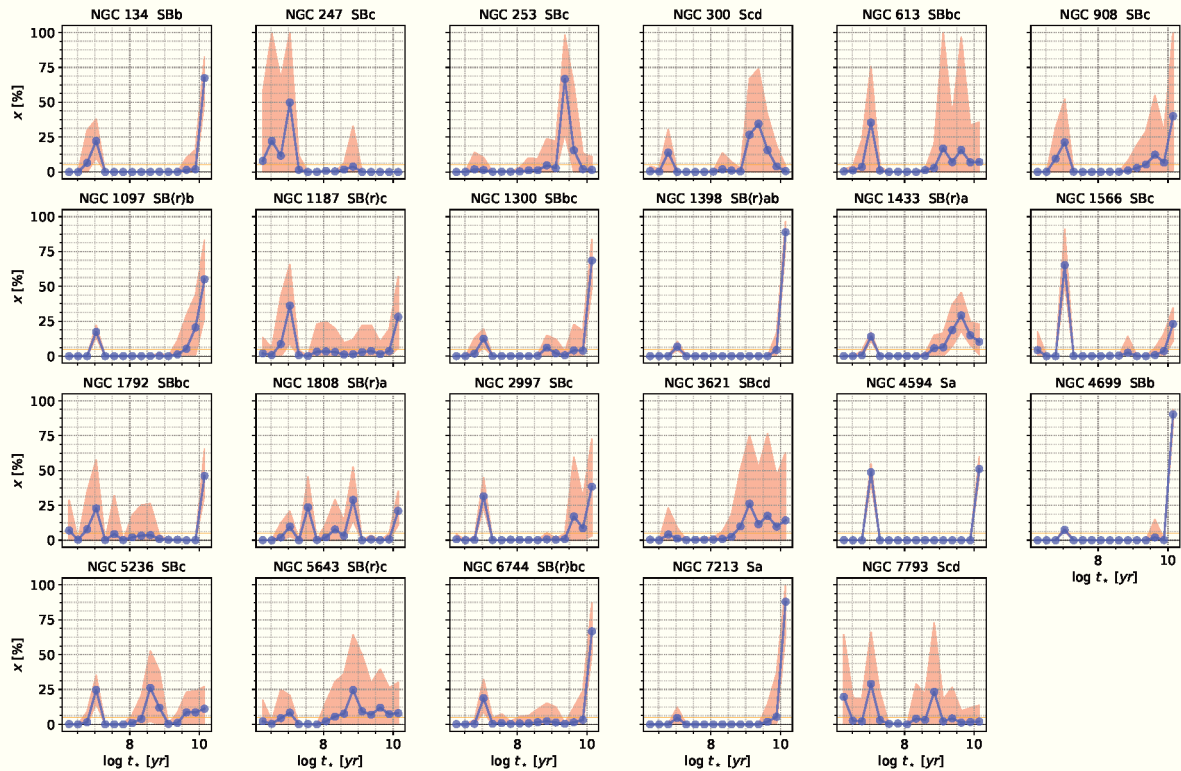 NGC 134 SBb
NGC 247 SBc
NGC 253 SBc
NGC 300 Scd
NGC 613 SBbc
NGC 908 SBc
100
75
50
25
0
x [%]
NGC 1097 SB(r)b
NGC 1187 SB(r)c
NGC 1300 SBbc
NGC 1398 SB(r)ab
NGC 1433 SB(r)a
NGC 1566 SBc
100
75
50
25
0
x [%]
NGC 1792 SBbc
NGC 1808 SB(r)a
NGC 2997 SBc
NGC 3621 SBcd
NGC 4594 Sa
NGC 4699 SBb
100
75
50
25
0
x [%]
8 10
log t⋆ [yr]
NGC 5236 SBc
NGC 5643 SB(r)c
NGC 6744 SB(r)bc
NGC 7213 Sa
NGC 7793 Scd
100
75
50
25
0
x [%]
8 10
log t⋆ [yr]
8 10
log t⋆ [yr]
8 10
log t⋆ [yr]
8 10
log t⋆ [yr]
8 10
log t⋆ [yr]